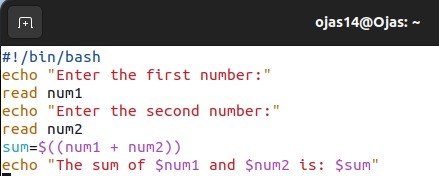 ojas14@Ojas: ~
#!/bin/bash
echo "Enter the first number:"
read num1
echo "Enter the second number:"
read num2
sum=$((num1 + num2))
echo "The sum of $num1 and $num2 is: $sum"